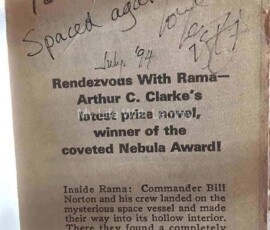 Spaced again
July '94
Rendezvous With Rama—
Arthur C. Clarke's
latest prize novel,
winner of the
coveted Nebula Award!
Inside Rama: Commander Bill
Norton and his crew landed on the
mysterious space vessel and made
their way into its hollow interior.
There they found a completely